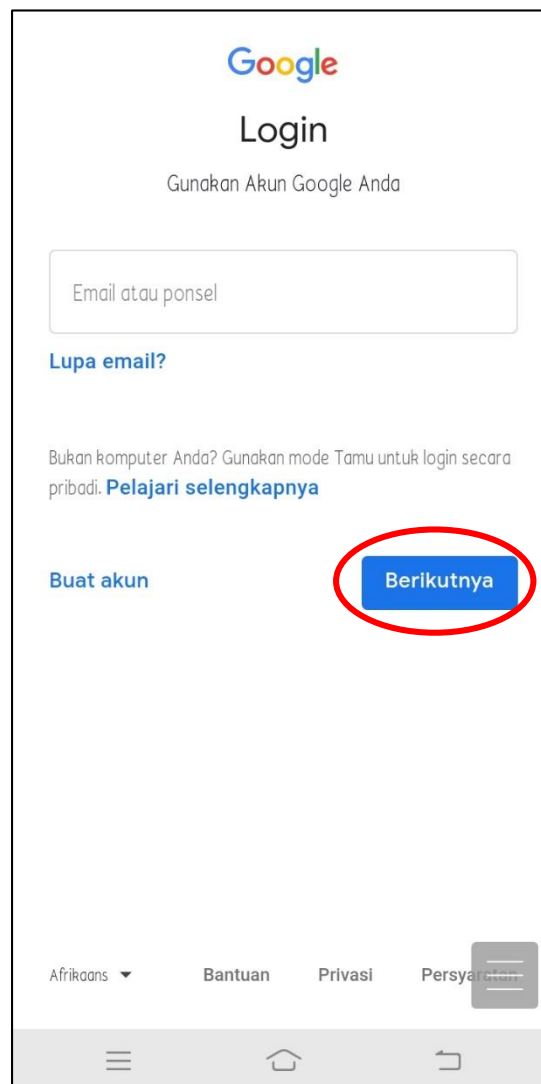 Google
Login
Gunakan Akun Google Anda
Email atau ponsel
Lupa email?
Bukan komputer Anda? Gunakan mode Tamu untuk login secara
pribadi. Pelajari selengkapnya
Buat akun Berikutnya
Afrikaans Bantuan Privasi Persyaratan